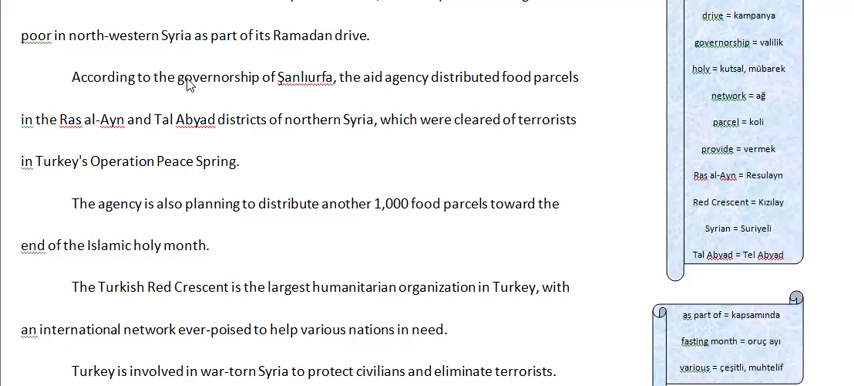 poor in north-western Syria as part of its Ramadan drive.
According to the governorship of Şanlıurfa, the aid agency distributed food parcels
in the Ras al-Ayn and Tal Abyad districts of northern Syria, which were cleared of terrorists
in Turkey's Operation Peace Spring.
The agency is also planning to distribute another 1,000 food parcels toward the
end of the Islamic holy month.
The Turkish Red Crescent is the largest humanitarian organization in Turkey, with
an international network ever-poised to help various nations in need.
Turkey is involved in war-torn Syria to protect civilians and eliminate terrorists.
drive = kampanya
governorship = valilik
holy = kutsal, mübarek
network = ağ
parcel = koli
provide = vermek
Ras al-Ayn = Resulayn
Red Crescent = Kızılay
Syrian = Suriyeli
Tal Abyad = Tel Abyad
as part of = kapsamında
fasting month = oruç ayı
various = çeşitli, muhtelif